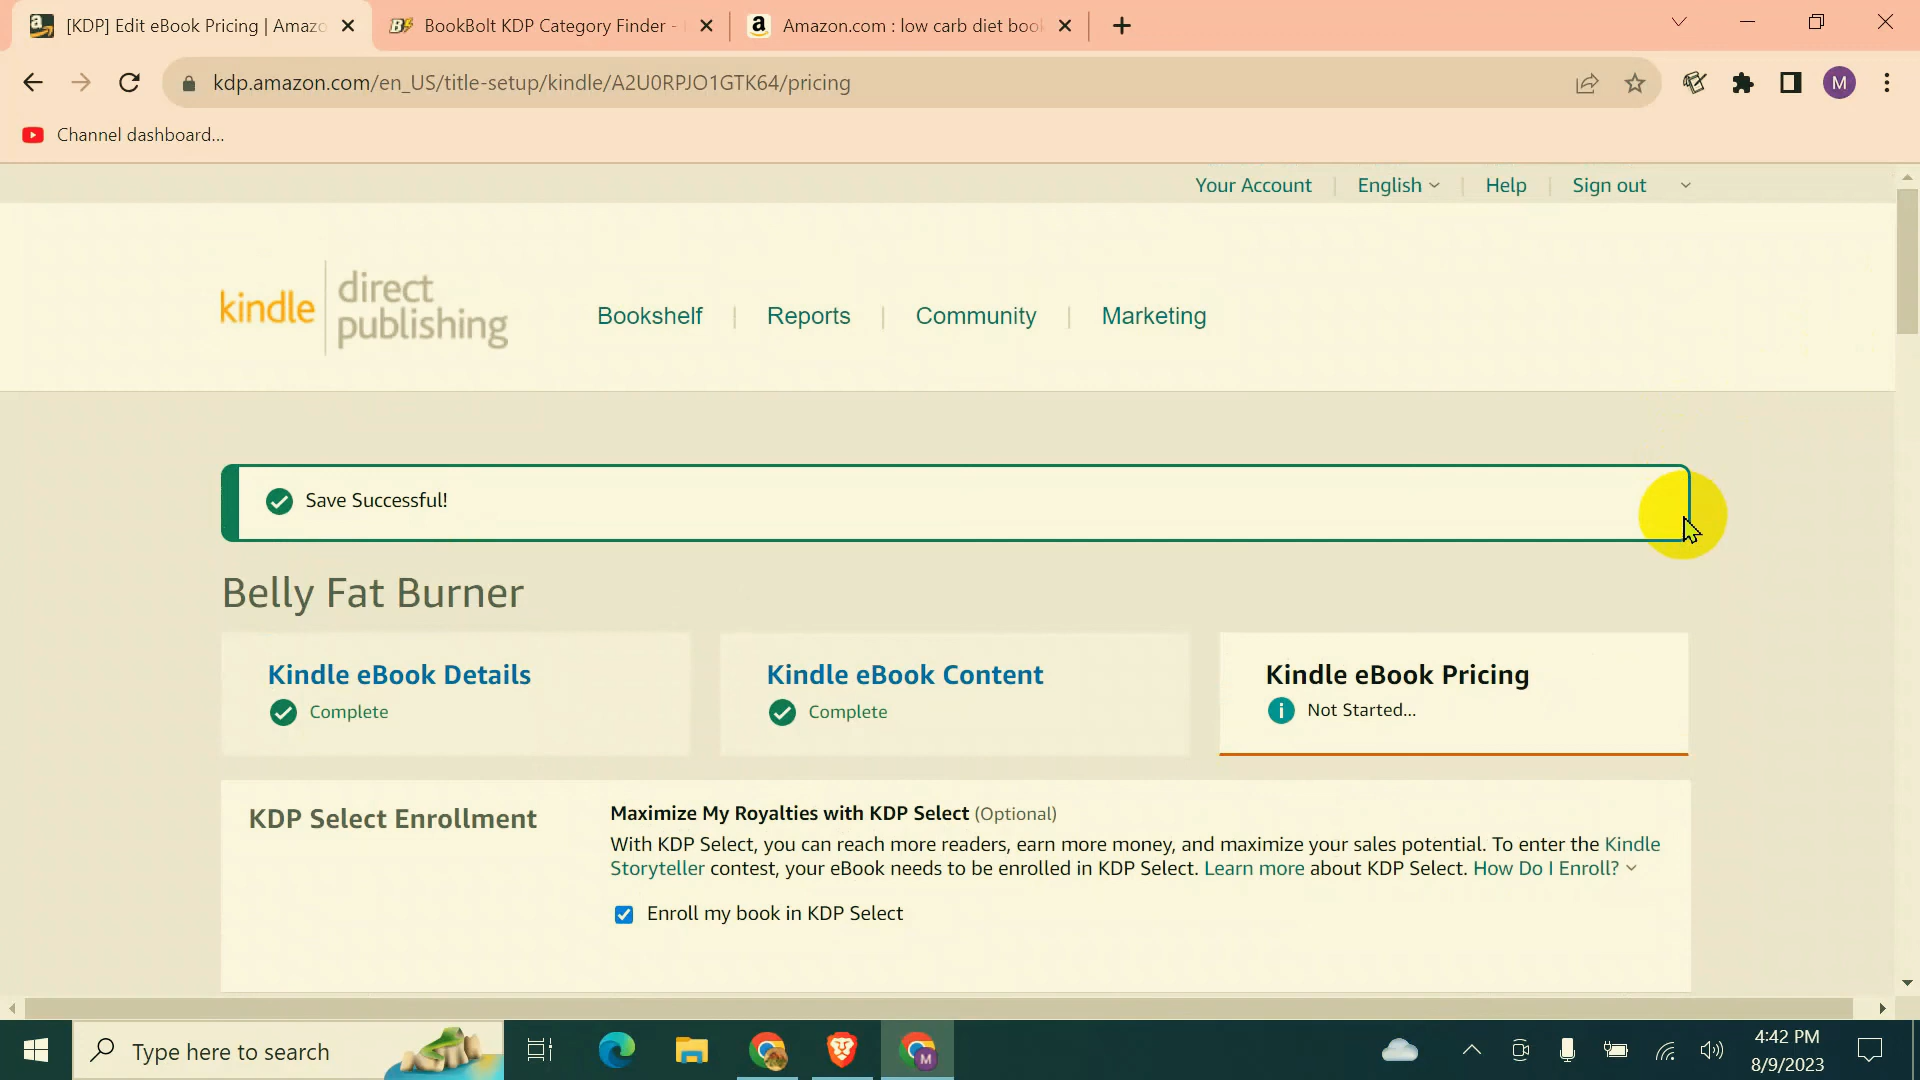 [KDP] Edit eBook Pricing | Amazo
BookBolt KDP Category Finder -
a Amazon.com : low carb diet boo
kdp.amazon.com/en_US/title-setup/kindle/A2U0RPJO1GTK64/pricing
M
Channel dashboard...
Your Account | English | Help | Sign out
kindle direct publishing
Bookshelf | Reports | Community | Marketing
Save Successful!
Belly Fat Burner
Kindle eBook Details
Complete
Kindle eBook Content
Complete
Kindle eBook Pricing
Not Started...
KDP Select Enrollment
Maximize My Royalties with KDP Select (Optional)
With KDP Select, you can reach more readers, earn more money, and maximize your sales potential. To enter the Kindle
Storyteller contest, your eBook needs to be enrolled in KDP Select. Learn more about KDP Select. How Do I Enroll?
Enroll my book in KDP Select
Type here to search
M
4:42 PM
8/9/2023